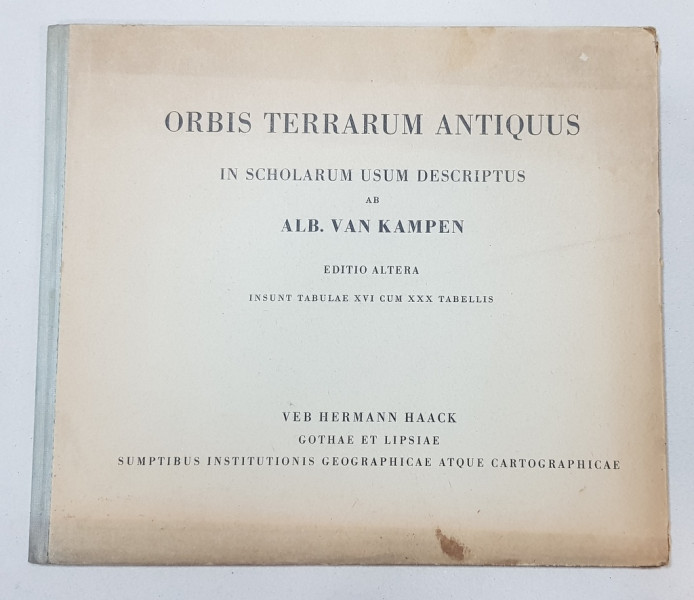 ORBIS TERRARUM ANTIQUUS
IN SCHOLARUM USUM DESCRIPTUS
AB
ALB. VAN KAMPEN
EDITIO ALTERA
INSUNT TABULAE XVI CUM XXX TABELLIS
VEB HERMANN HAACK
GOTHAE ET LIPSIAE
SUMPTIBUS INSTITUTIONIS GEOGRAPHICAE ATQUE CARTOGRAPHICAE